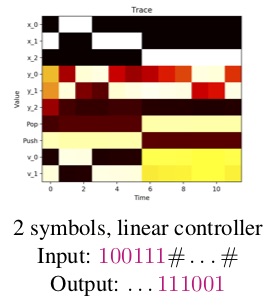 Trace
x_0
x_1
x_2
y_0
y_1
y_2
Pop
Push
v_0
v_1
Value
0 2 4 6 8 10
Time
2 symbols, linear controller
Input: 100111#...#
Output: ...111001